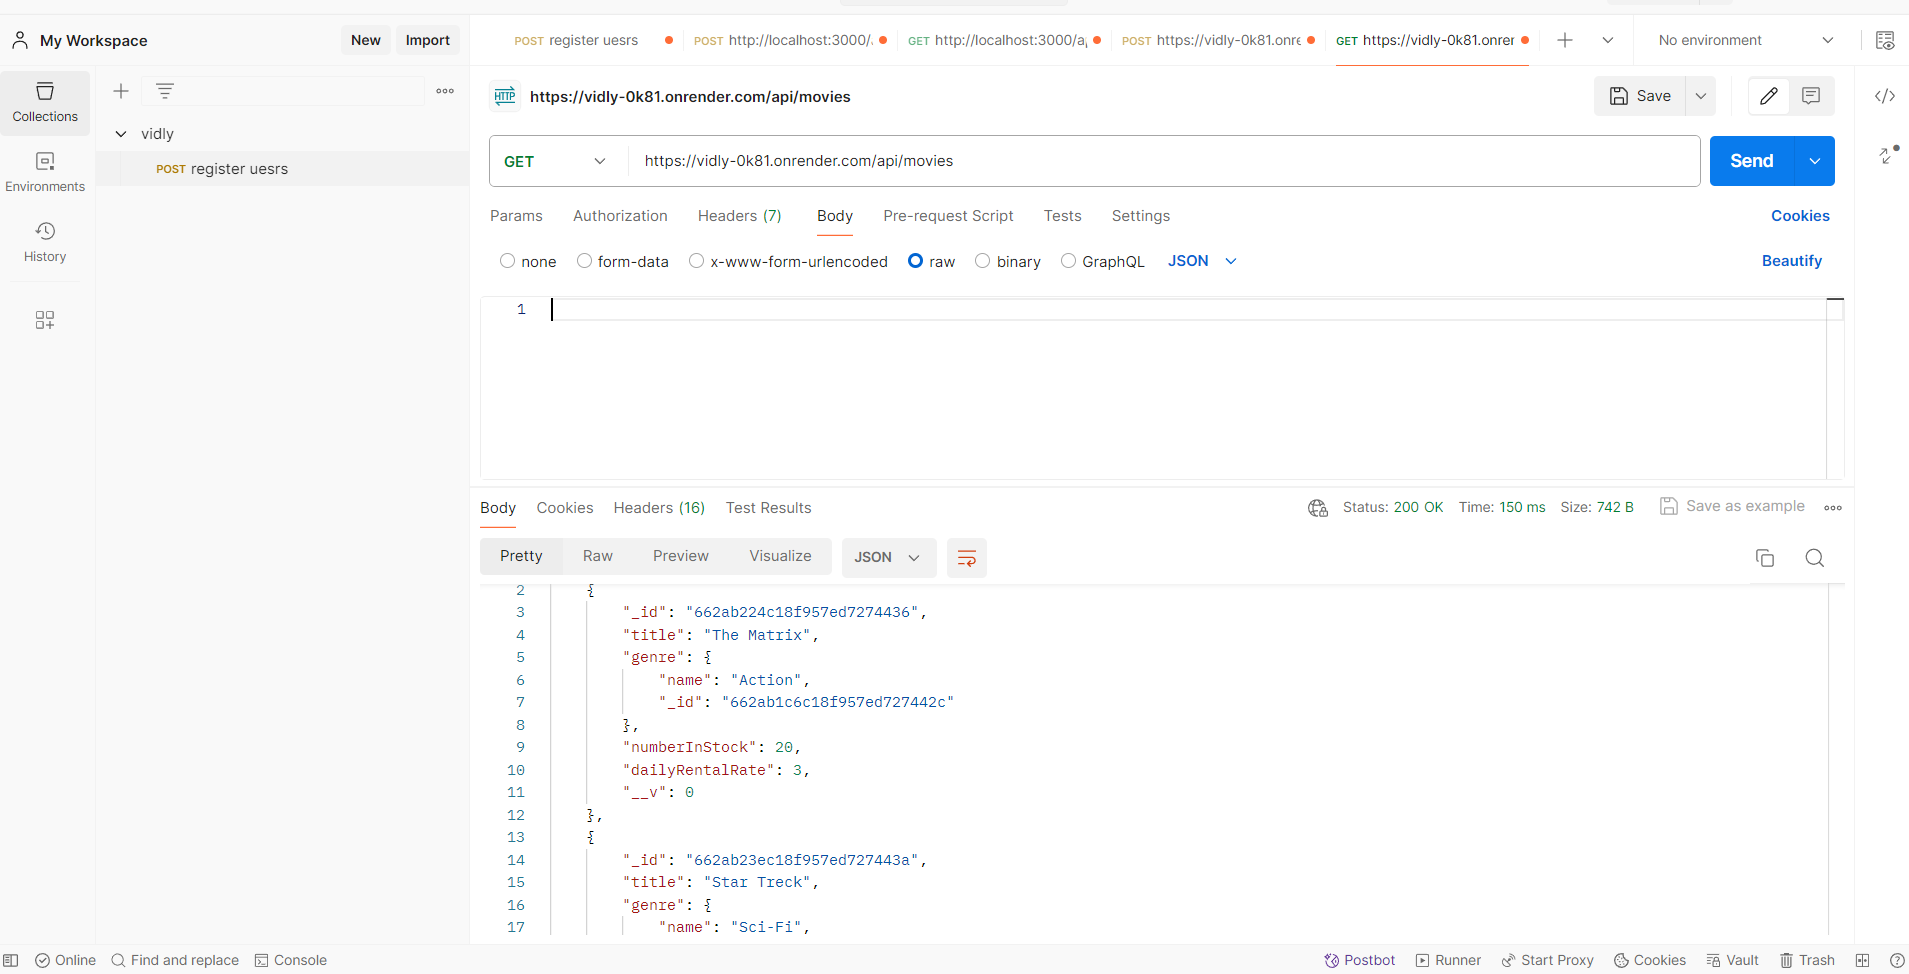 My Workspace
New
Import
POST register uesrs
POST http://localhost:3000/
GET http://localhost:3000/a
POST https://vidly-0k81.onre
GET https://vidly-0k81.onrer
No environment
Collections
Environments
History
vidly
POST register uesrs
HTTP https://vidly-0k81.onrender.com/api/movies
Save
GET https://vidly-0k81.onrender.com/api/movies
Send
Params Authorization Headers (7) Body Pre-request Script Tests Settings Cookies
none form-data x-www-form-urlencoded raw binary GraphQL JSON Beautify
1
Body Cookies Headers (16) Test Results Status: 200 OK Time: 150 ms Size: 742 B Save as example
Pretty Raw Preview Visualize JSON
2 {
3 "_id": "662ab224c18f957ed7274436",
4 "title": "The Matrix",
5 "genre": {
6 "name": "Action",
7 "_id": "662ab1c6c18f957ed727442c"
8 },
9 "numberInStock": 20,
10 "dailyRentalRate": 3,
11 "__v": 0
12 },
13 {
14 "_id": "662ab23ec18f957ed727443a",
15 "title": "Star Treck",
16 "genre": {
17 "name": "Sci-Fi",
Online Find and replace Console Postbot Runner Start Proxy Cookies Vault Trash